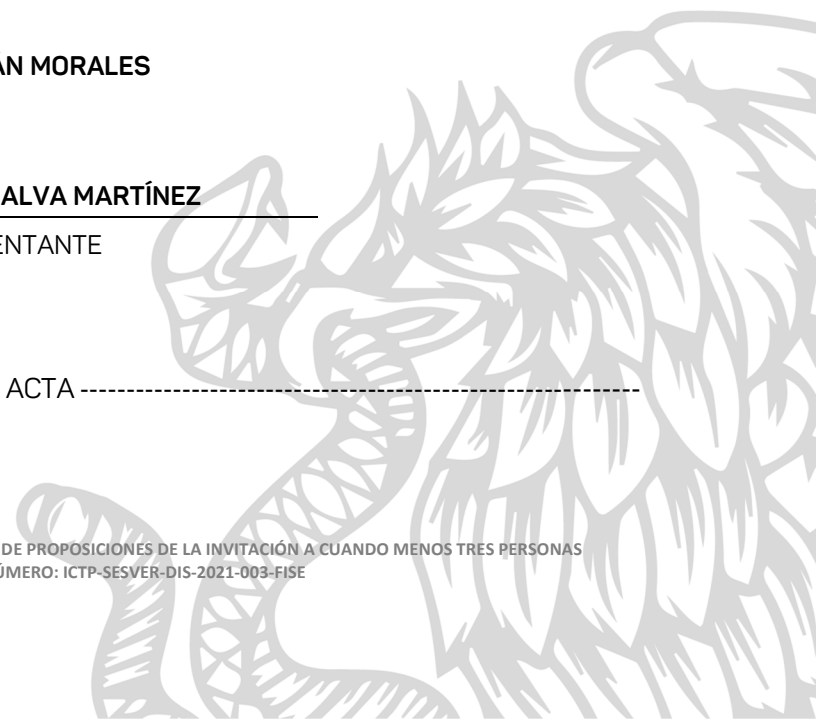 ÁN MORALES
ALVA MARTÍNEZ
ENTANTE
ACTA ------------------------------------------------------------
DE PROPOSICIONES DE LA INVITACIÓN A CUANDO MENOS TRES PERSONAS
ÚMERO: ICTP-SESVER-DIS-2021-003-FISE